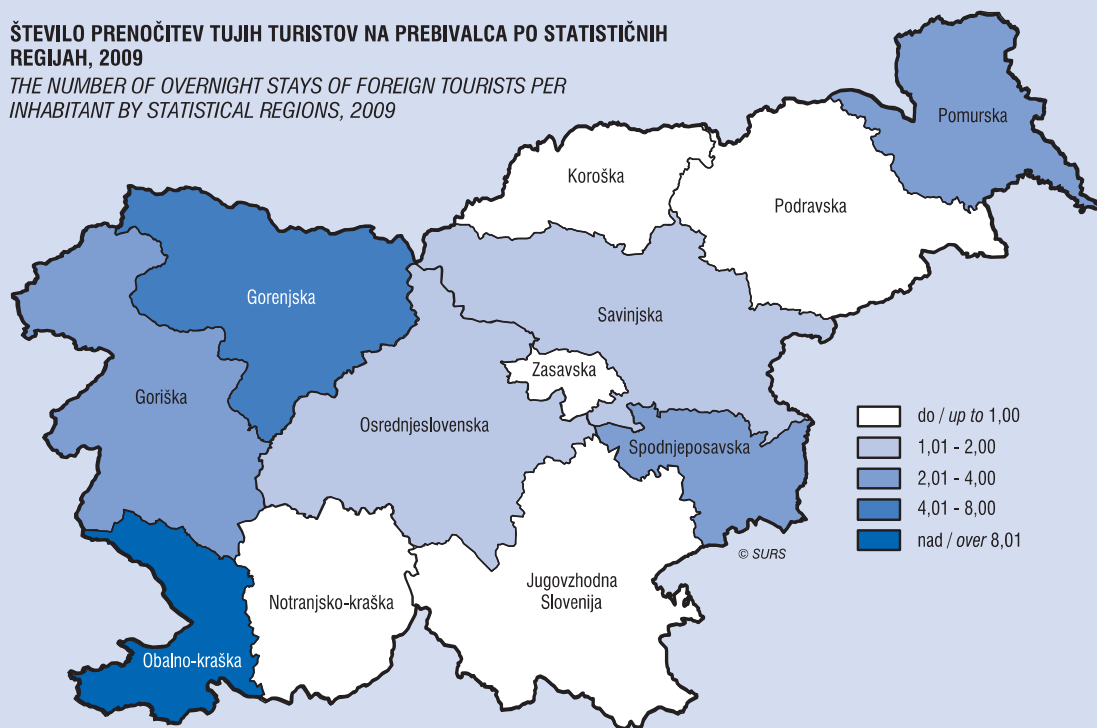 ŠTEVILO PRENOČITEV TUJIH TURISTOV NA PREBIVALCA PO STATISTIČNIH
REGIJAH, 2009
THE NUMBER OF OVERNIGHT STAYS OF FOREIGN TOURISTS PER
INHABITANT BY STATISTICAL REGIONS, 2009
Pomurska
Koroška
Podravska
Gorenjska
Savinjska
Zasavska
Goriška
Osrednjeslovenska
Spodnjeposavska
do / up to 1,00
1,01 - 2,00
2,01 - 4,00
4,01 - 8,00
nad / over 8,01
© SURS
Jugovzhodna
Slovenija
Notranjsko-kraška
Obalno-kraška